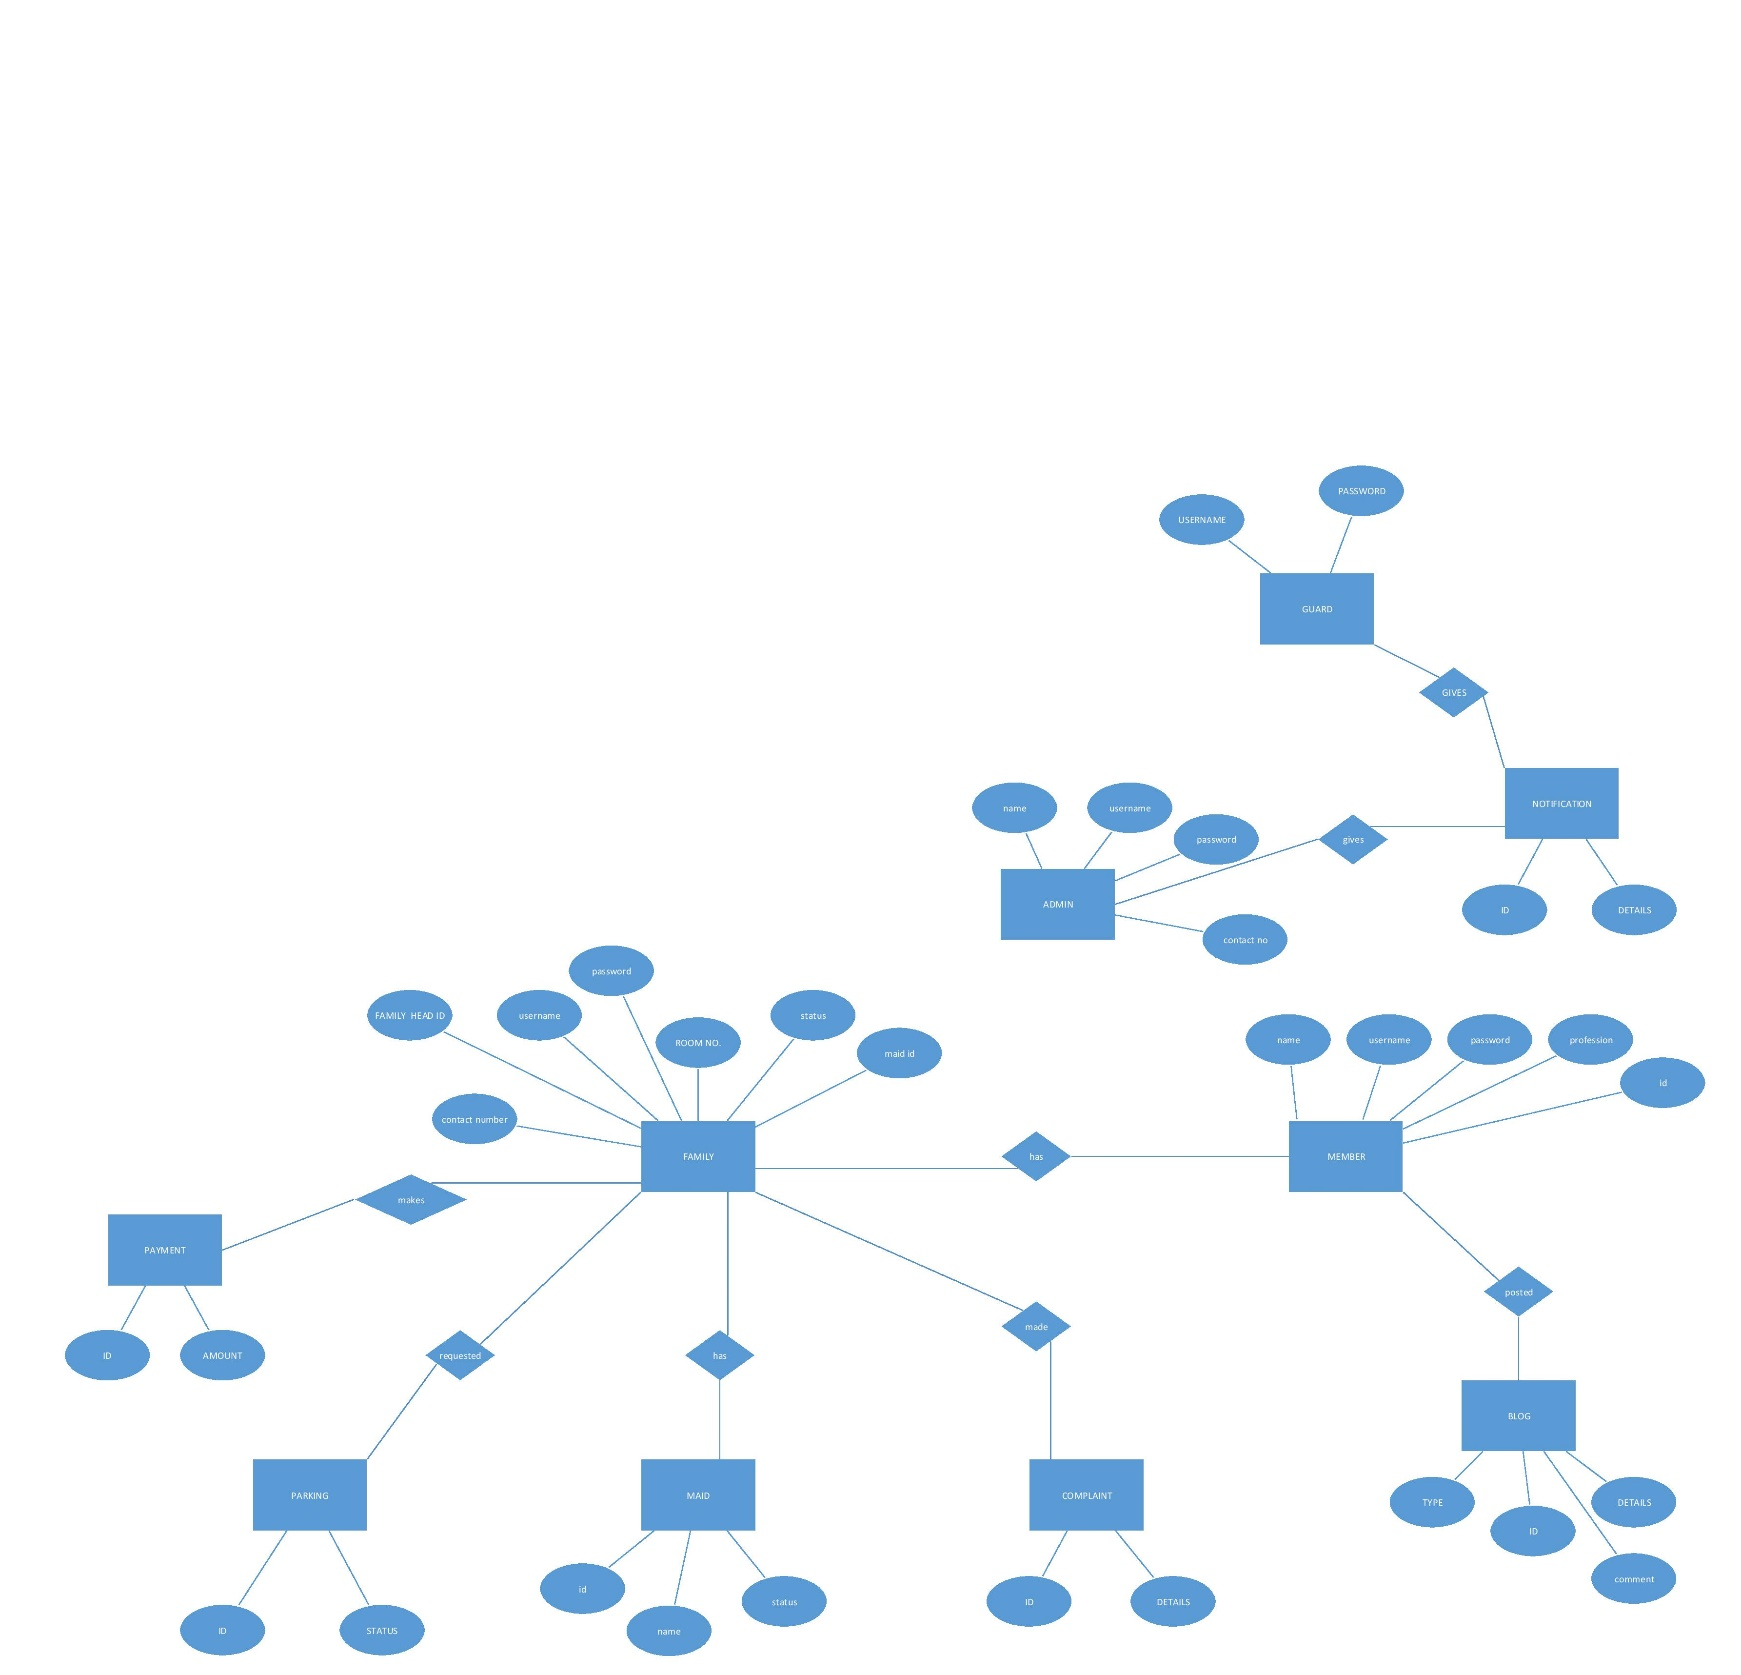 PASSWORD
USERNAME
GUARD
GIVES
NOTIFICATION
name
username
password
gives
ADMIN
ID
DETAILS
contact no
password
FAMILY HEAD ID
username
status
ROOM NO.
maid id
name
username
password
profession
id
contact number
FAMILY
has
MEMBER
makes
PAYMENT
posted
made
ID
AMOUNT
requested
has
BLOG
PARKING
MAID
COMPLAINT
TYPE
DETAILS
ID
comment
id
status
ID
DETAILS
ID
STATUS
name